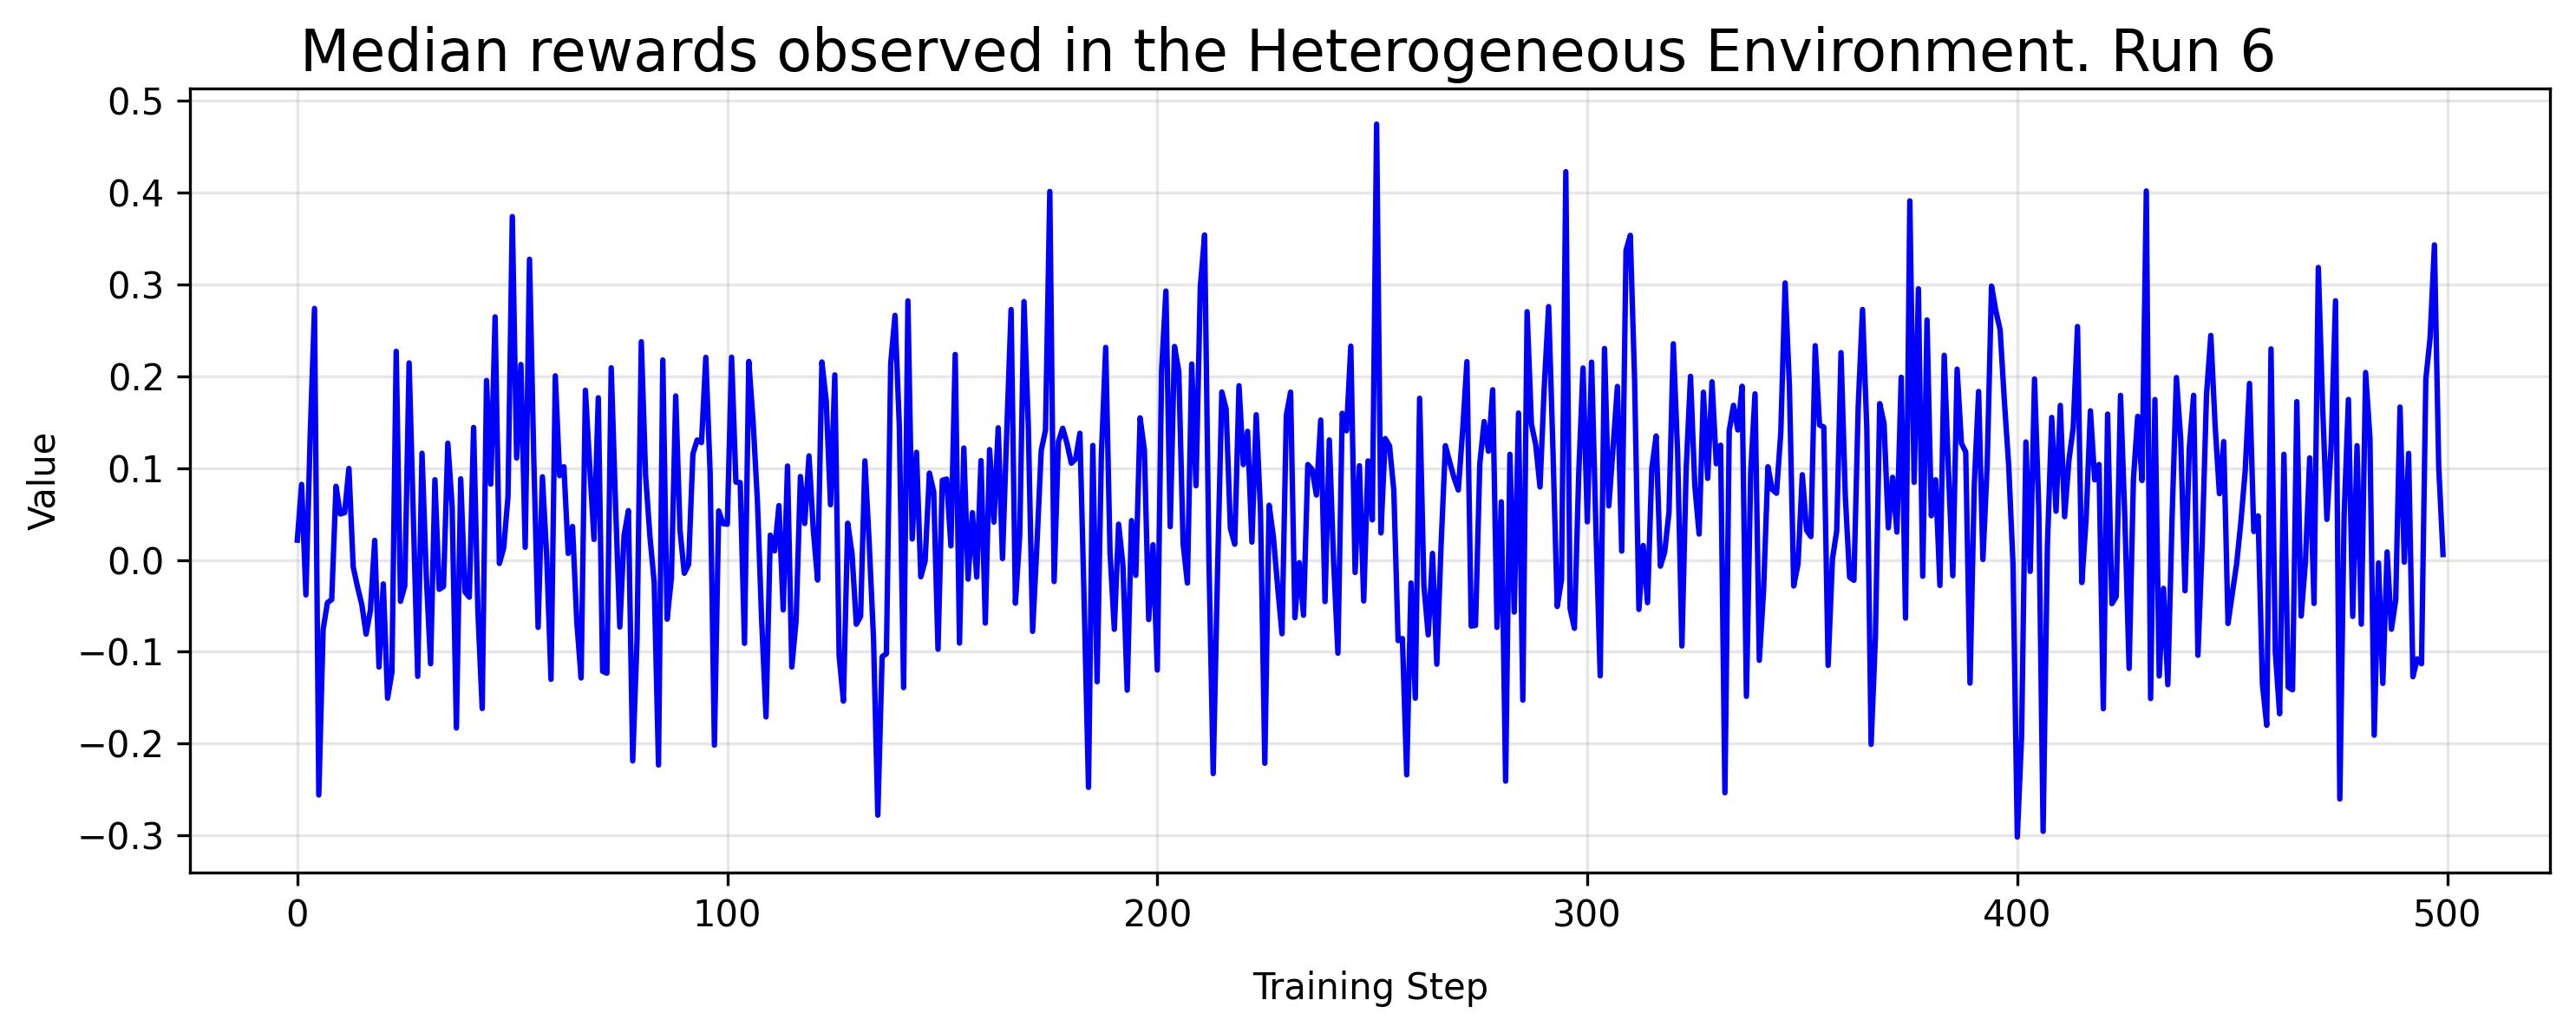 Median rewards observed in the Heterogeneous Environment. Run 6
0.5
0.4
0.3
0.2
0.1
0.0
−0.1
−0.2
−0.3
Value
0 100 200 300 400 500
Training Step